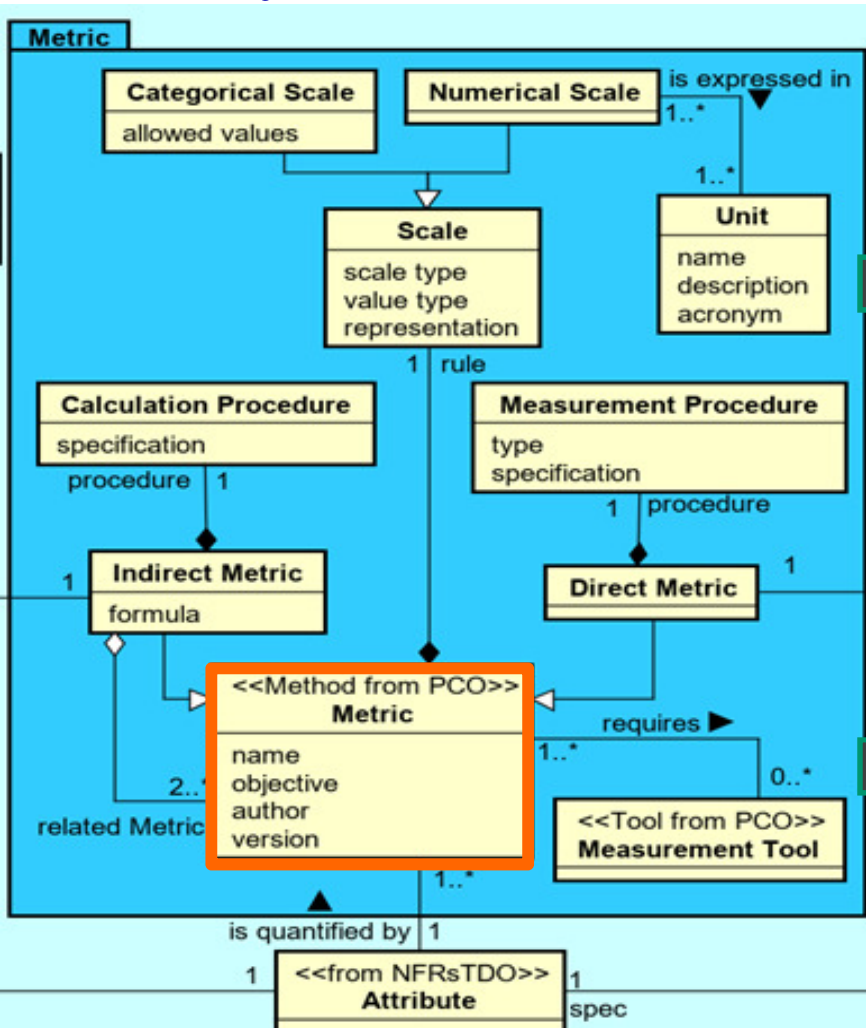 Metric
Categorical Scale
allowed values
Numerical Scale
is expressed in
1..*
1..*
Unit
name
description
acronym
Scale
scale type
value type
representation
1 rule
Calculation Procedure
specification
procedure 1
Measurement Procedure
type
specification
1 procedure
1
Indirect Metric
formula
Direct Metric
1
<<Method from PCO>>
Metric
name
objective
author
version
2..*
related Metric
requires
1..*
0..*
<<Tool from PCO>>
Measurement Tool
1..*
is quantified by 1
1
<<from NFRsTDO>>
Attribute
1
spec